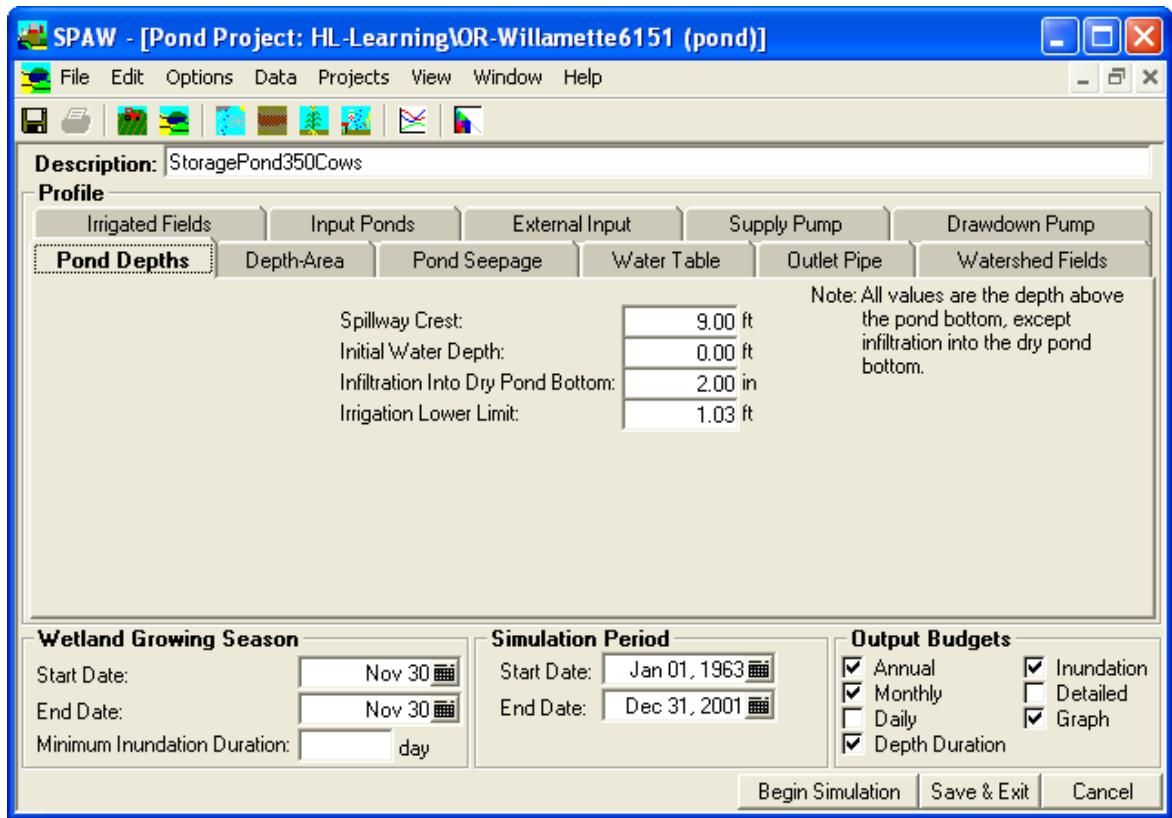 SPAW - [Pond Project: HL-Learning\OR-Willamette6151 (pond)]
File Edit Options Data Projects View Window Help
Description: StoragePond350Cows
Profile
Irrigated Fields Input Ponds External Input Supply Pump Drawdown Pump
Pond Depths Depth-Area Pond Seepage Water Table Outlet Pipe Watershed Fields
Spillway Crest: 9.00 ft
Initial Water Depth: 0.00 ft
Infiltration Into Dry Pond Bottom: 2.00 in
Irrigation Lower Limit: 1.03 ft
Note: All values are the depth above
the pond bottom, except
infiltration into the dry pond
bottom.
Wetland Growing Season
Start Date: Nov 30
End Date: Nov 30
Minimum Inundation Duration: day
Simulation Period
Start Date: Jan 01, 1963
End Date: Dec 31, 2001
Output Budgets
Annual Inundation
Monthly Detailed
Daily Graph
Depth Duration
Begin Simulation Save & Exit Cancel